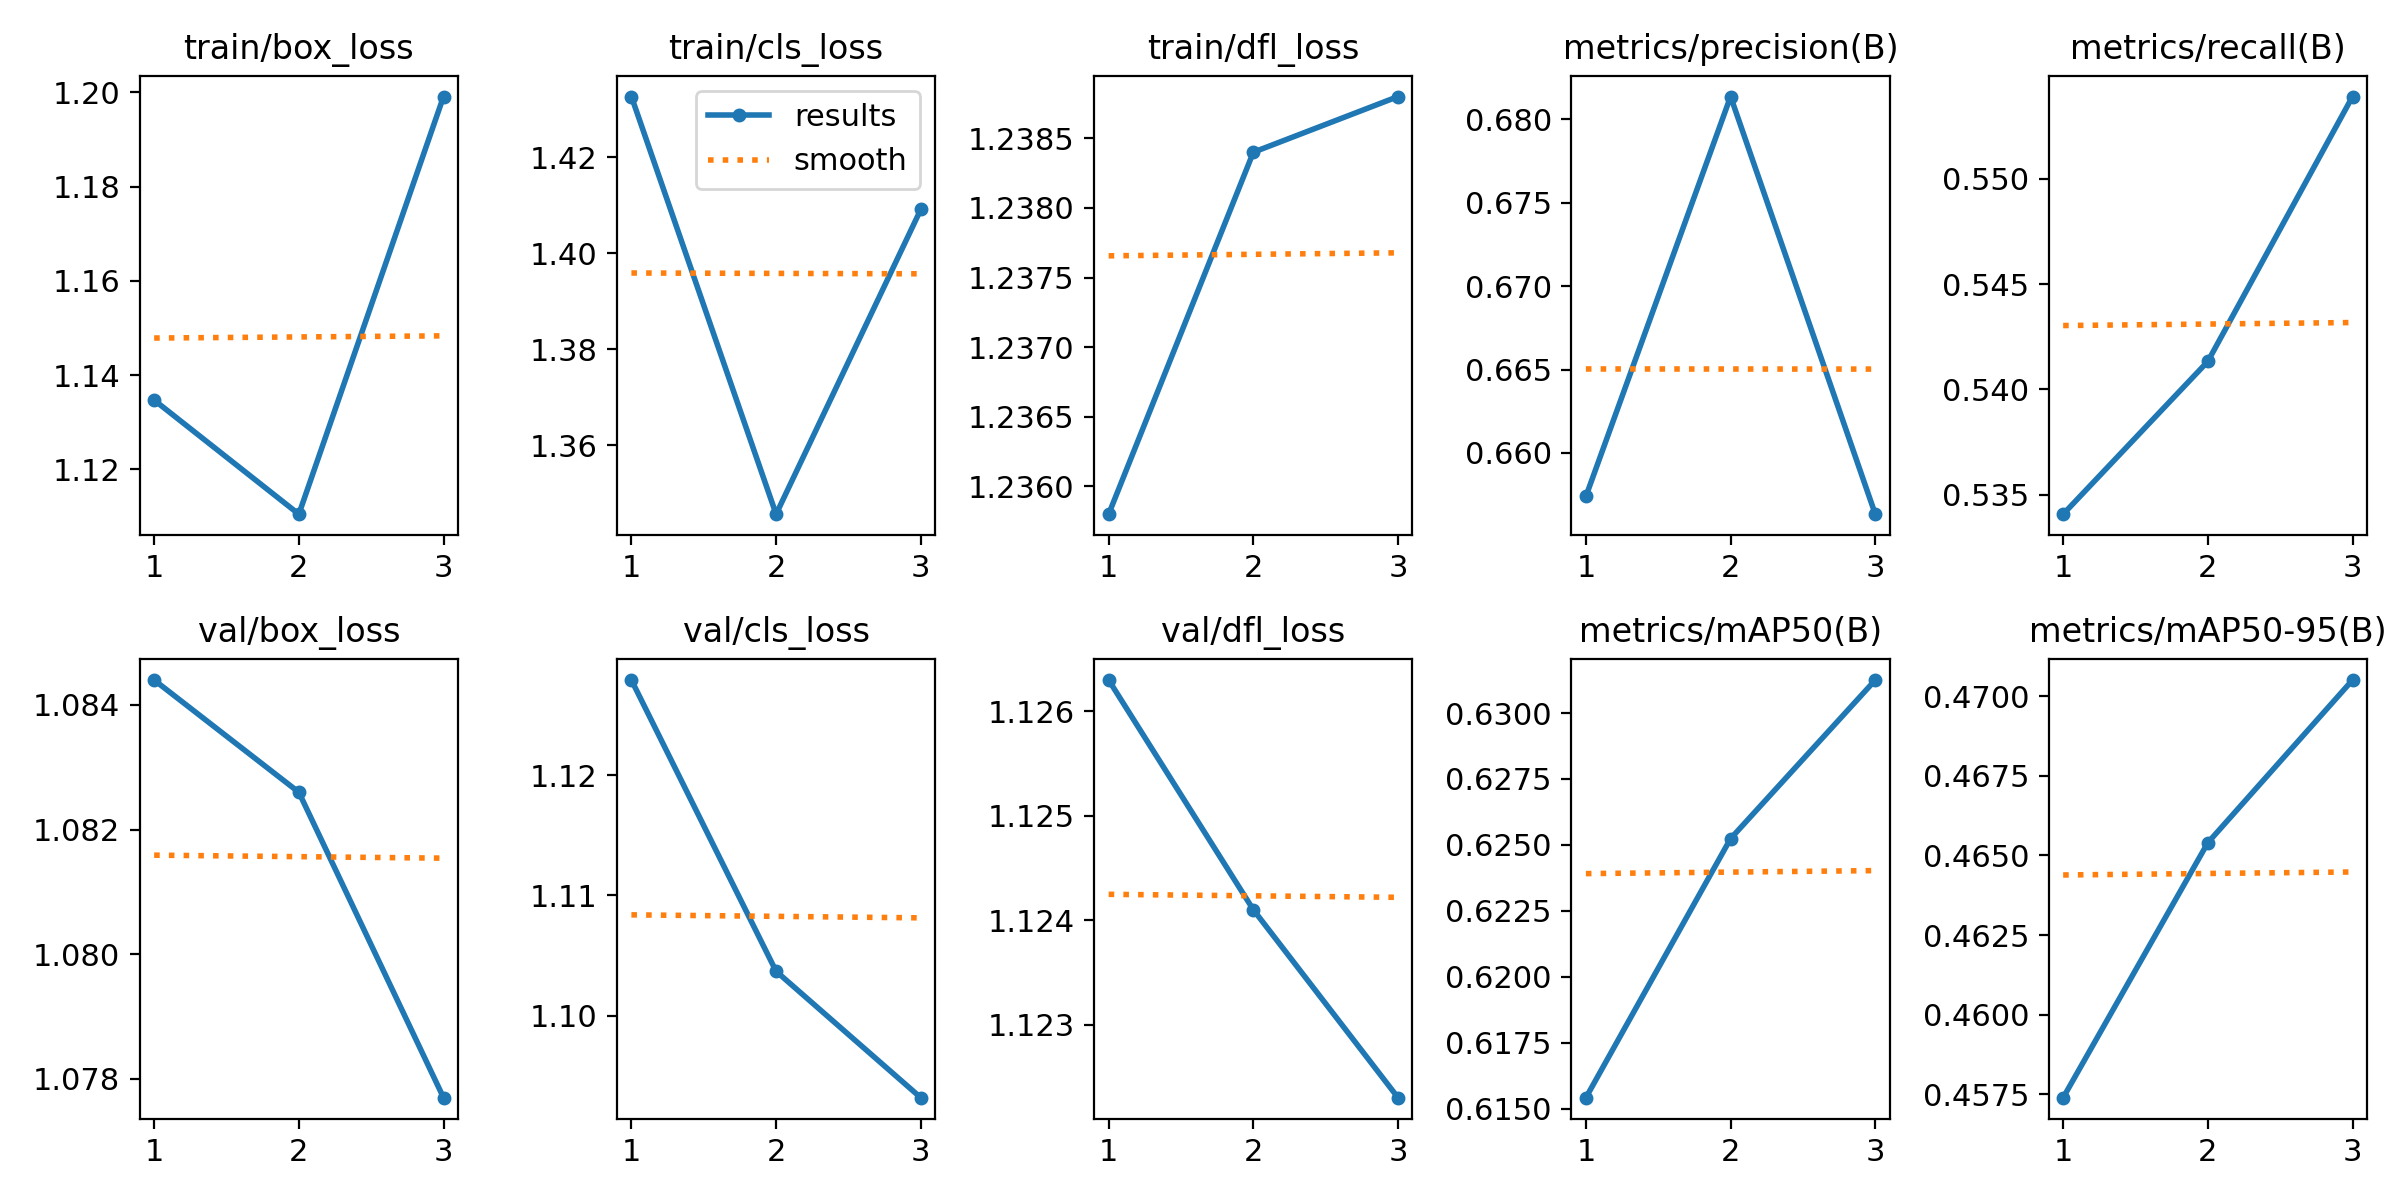 train/box_loss
1.20
1.18
1.16
1.14
1.12
1 2 3
train/cls_loss
results
smooth
1.42
1.40
1.38
1.36
1 2 3
train/dfl_loss
1.2385
1.2380
1.2375
1.2370
1.2365
1.2360
1 2 3
metrics/precision(B)
0.680
0.675
0.670
0.665
0.660
1 2 3
metrics/recall(B)
0.550
0.545
0.540
0.535
1 2 3
val/box_loss
1.084
1.082
1.080
1.078
1 2 3
val/cls_loss
1.12
1.11
1.10
1 2 3
val/dfl_loss
1.126
1.125
1.124
1.123
1 2 3
metrics/mAP50(B)
0.6300
0.6275
0.6250
0.6225
0.6200
0.6175
0.6150
1 2 3
metrics/mAP50-95(B)
0.4700
0.4675
0.4650
0.4625
0.4600
0.4575
1 2 3